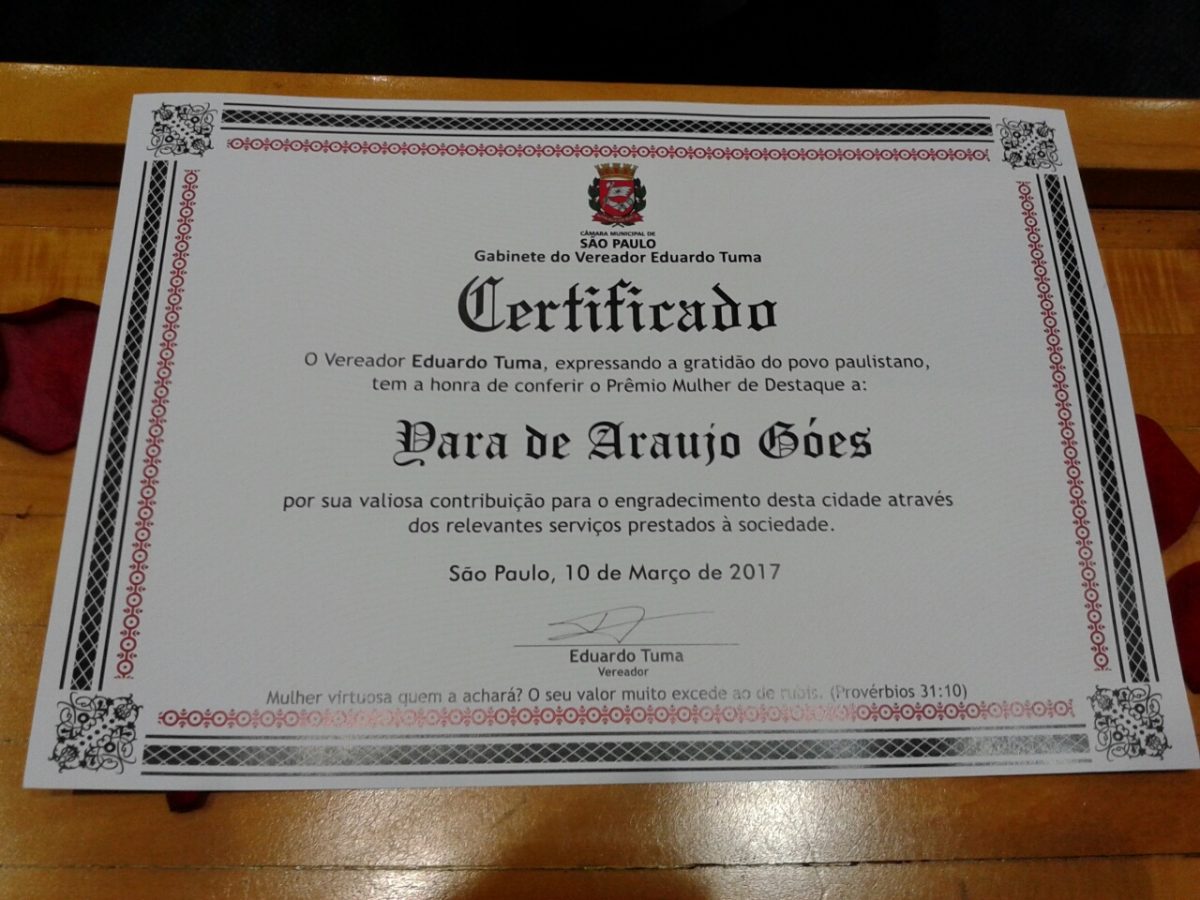 CÂMARA MUNICIPAL DE
SÃO PAULO
Gabinete do Vereador Eduardo Tuma
Certificado
O Vereador Eduardo Tuma, expressando a gratidão do povo paulistano,
tem a honra de conferir o Prêmio Mulher de Destaque a:
Yara de Araujo Góes
por sua valiosa contribuição para o engradecimento desta cidade através
dos relevantes serviços prestados à sociedade.
São Paulo, 10 de Março de 2017
Eduardo Tuma
Vereador
Mulher virtuosa quem a achará? O seu valor muito excede ao de rubis. (Provérbios 31:10)